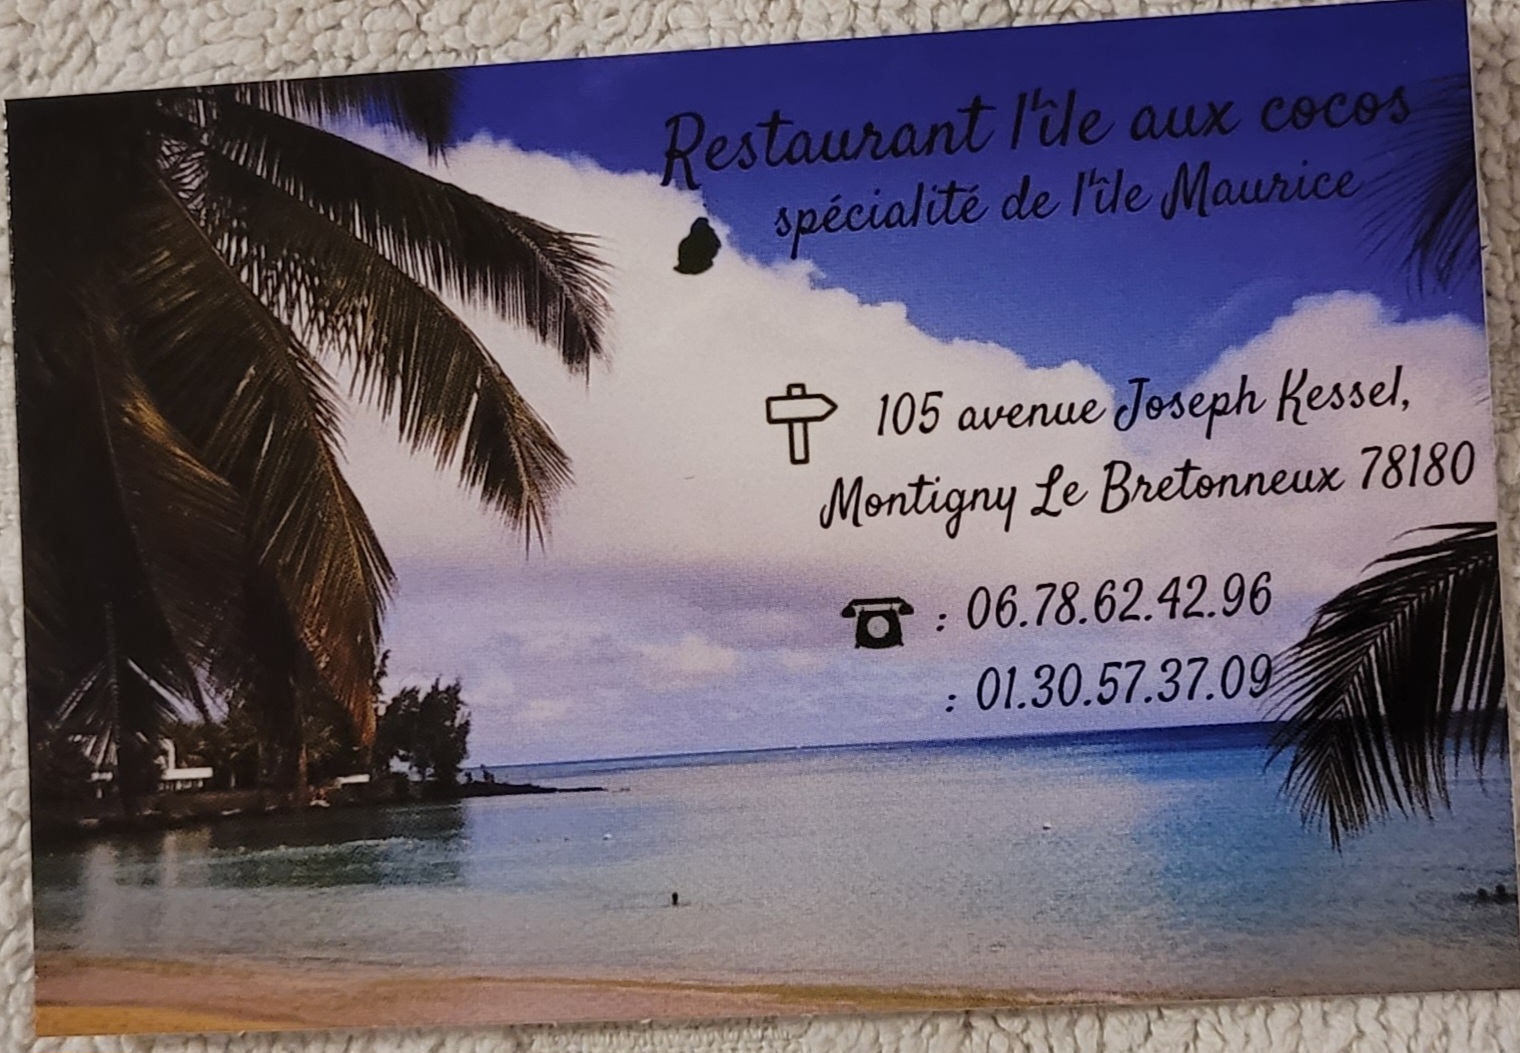 Restaurant l'île aux cocos
spécialité de l'île Maurice
105 avenue Joseph Kessel,
Montigny Le Bretonneux 78180
: 06.78.62.42.96
: 01.30.57.37.09